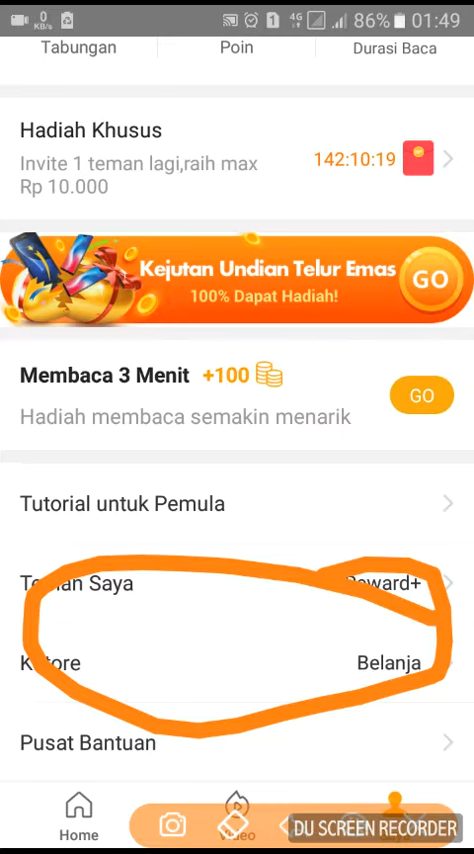 0 KB/s 1 4G 86% 01:49
Tabungan Poin Durasi Baca
Hadiah Khusus
Invite 1 teman lagi,raih max
Rp 10.000
142:10:19
Kejutan Undian Telur Emas
100% Dapat Hadiah!
GO
Membaca 3 Menit +100
Hadiah membaca semakin menarik
GO
Tutorial untuk Pemula
Saya
Belanja
Pusat Bantuan
Home
DU SCREEN RECORDER